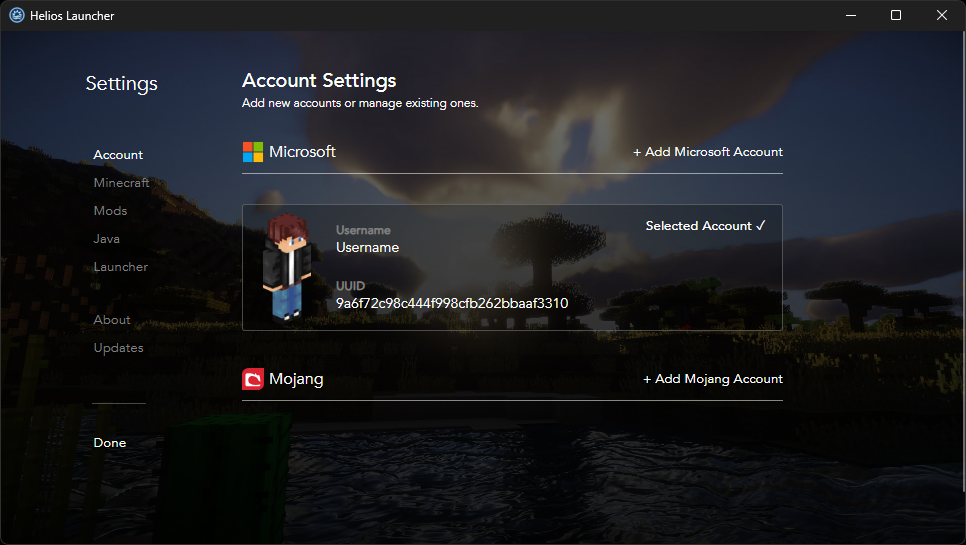 Helios Launcher
Settings
Account
Minecraft
Mods
Java
Launcher
About
Updates
Done
Account Settings
Add new accounts or manage existing ones.
Microsoft
+ Add Microsoft Account
Username
Username
Selected Account ✓
UUID
9a6f72c98c444f998cfb262bbaaf3310
Mojang
+ Add Mojang Account